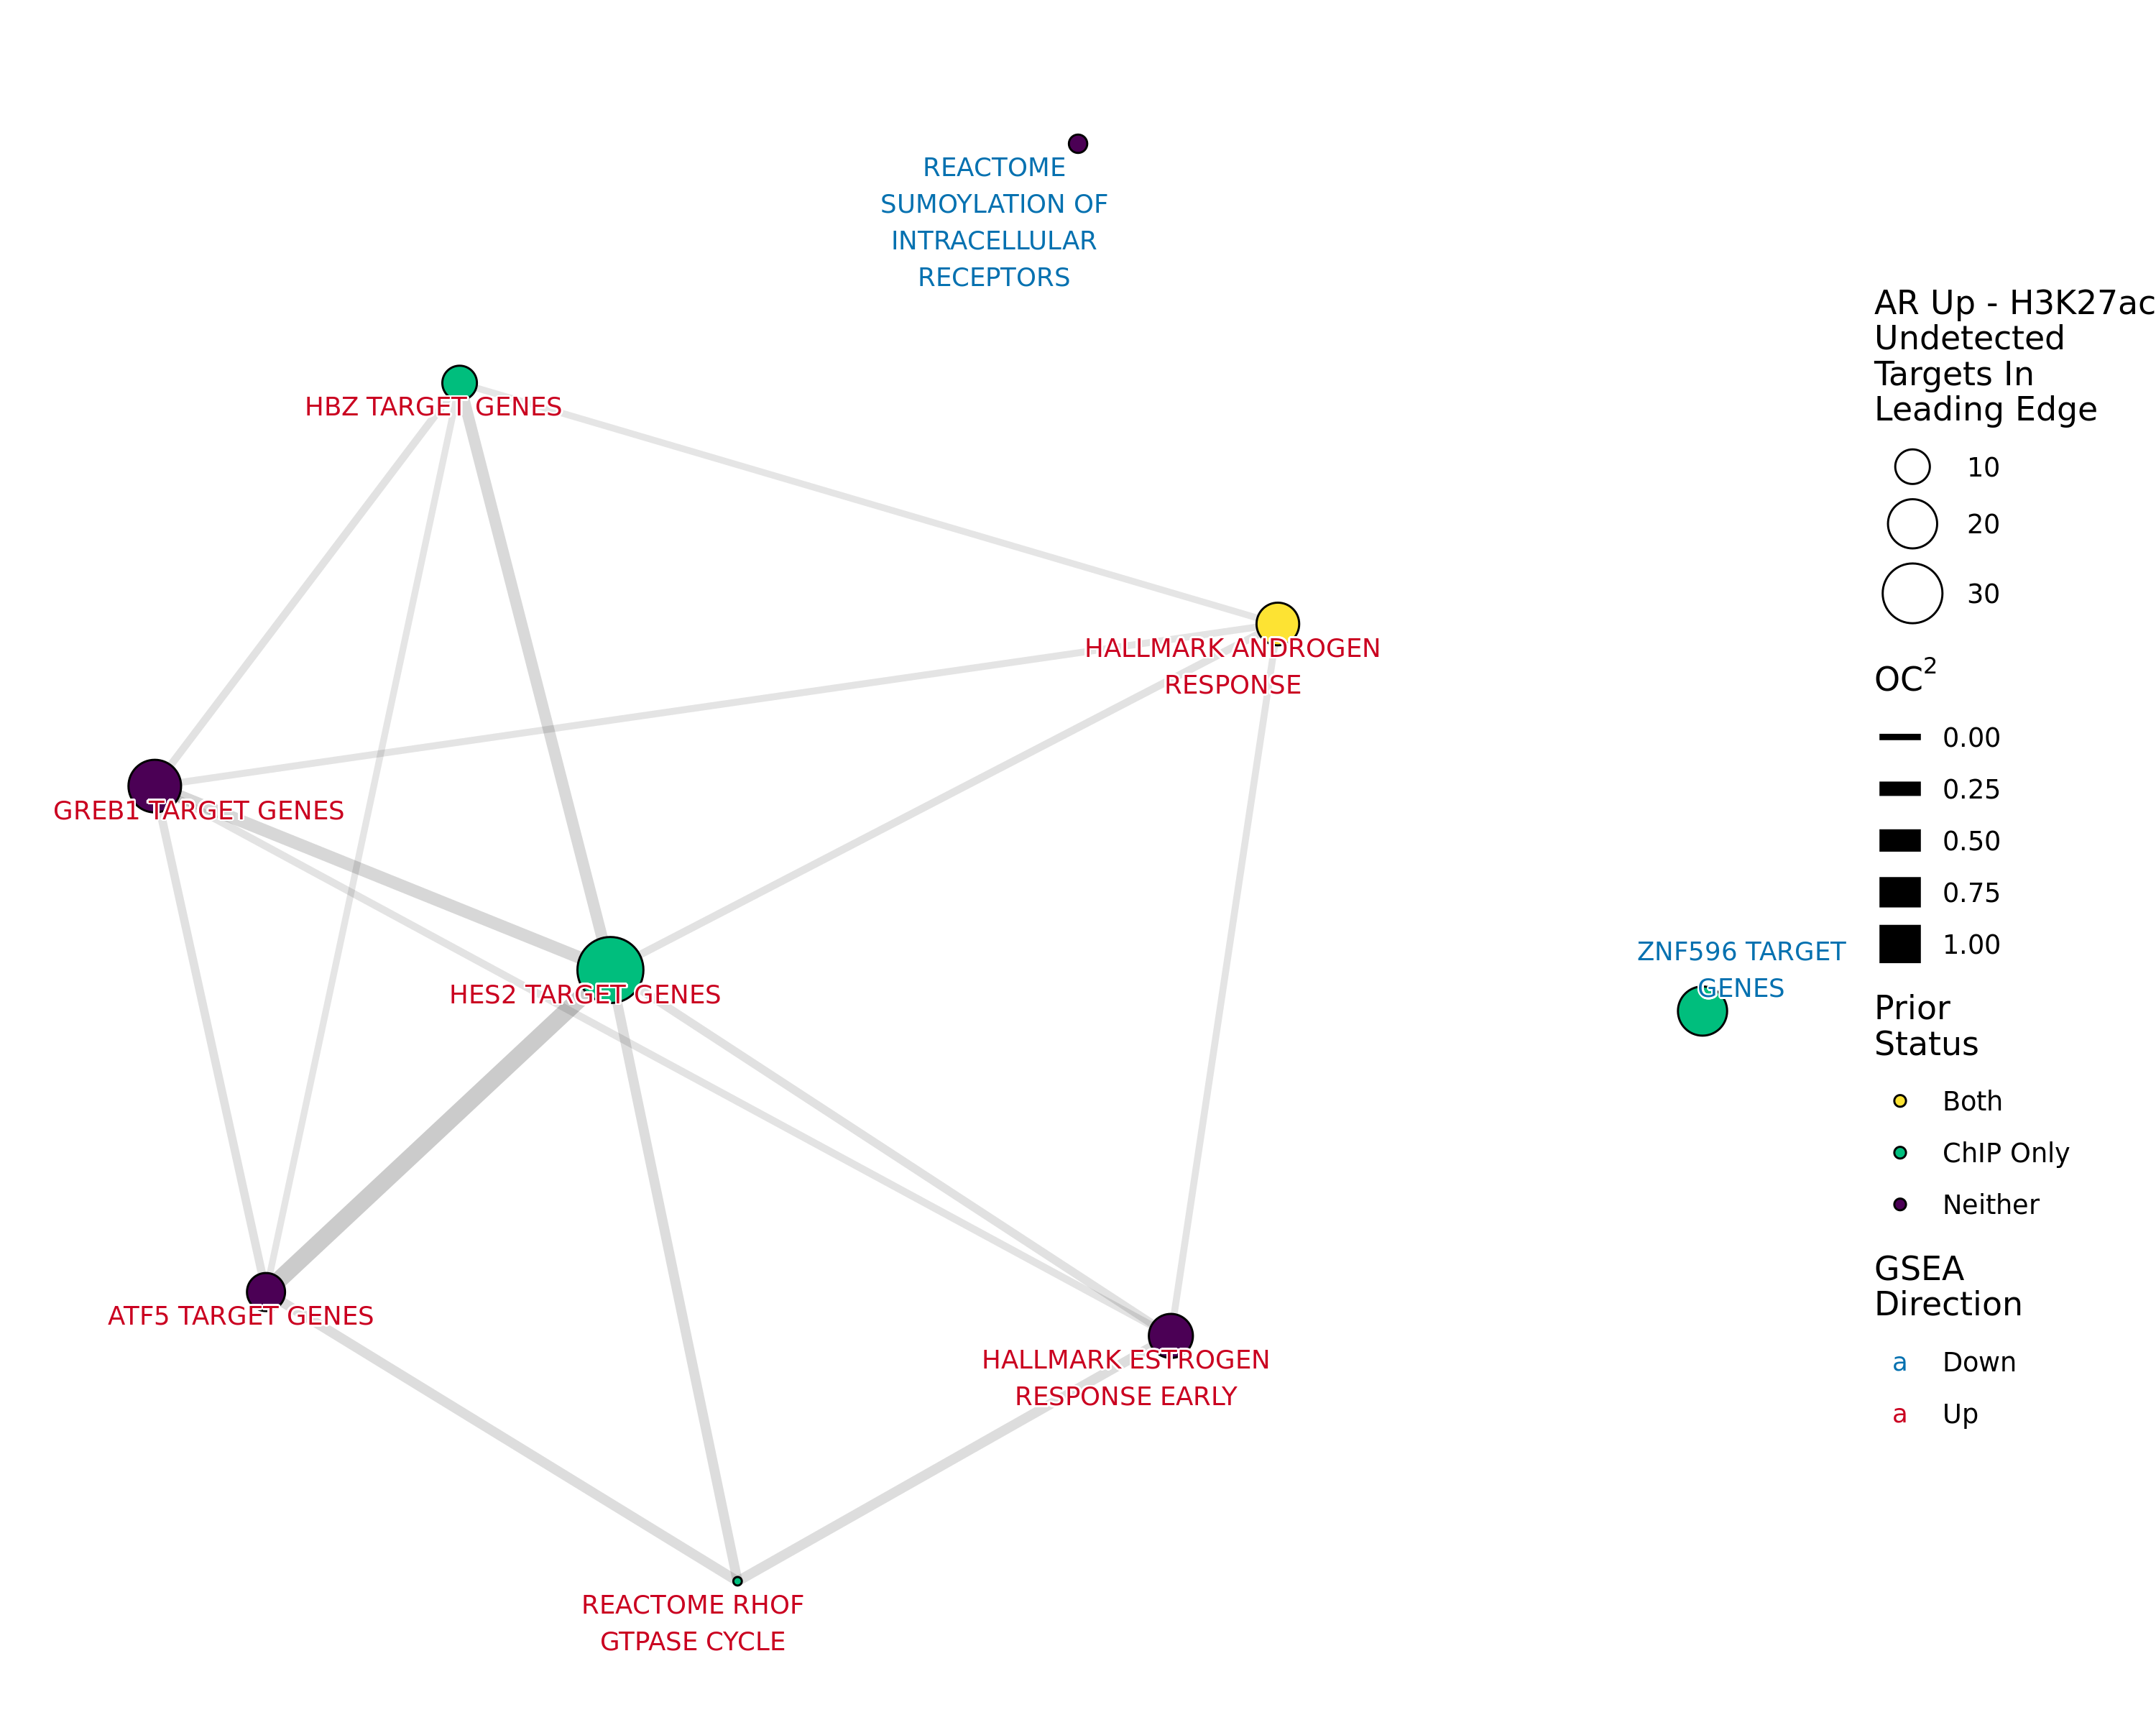 REACTOME
SUMOYLATION OF
INTRACELLULAR
RECEPTORS
HBZ TARGET GENES
HALLMARK ANDROGEN
RESPONSE
GREB1 TARGET GENES
HES2 TARGET GENES
ZNF596 TARGET
GENES
ATF5 TARGET GENES
HALLMARK ESTROGEN
RESPONSE EARLY
REACTOME RHOF
GTPASE CYCLE
AR Up - H3K27ac
Undetected
Targets In
Leading Edge
10
20
30
OC²
0.00
0.25
0.50
0.75
1.00
Prior
Status
Both
ChIP Only
Neither
GSEA
Direction
a Down
a Up